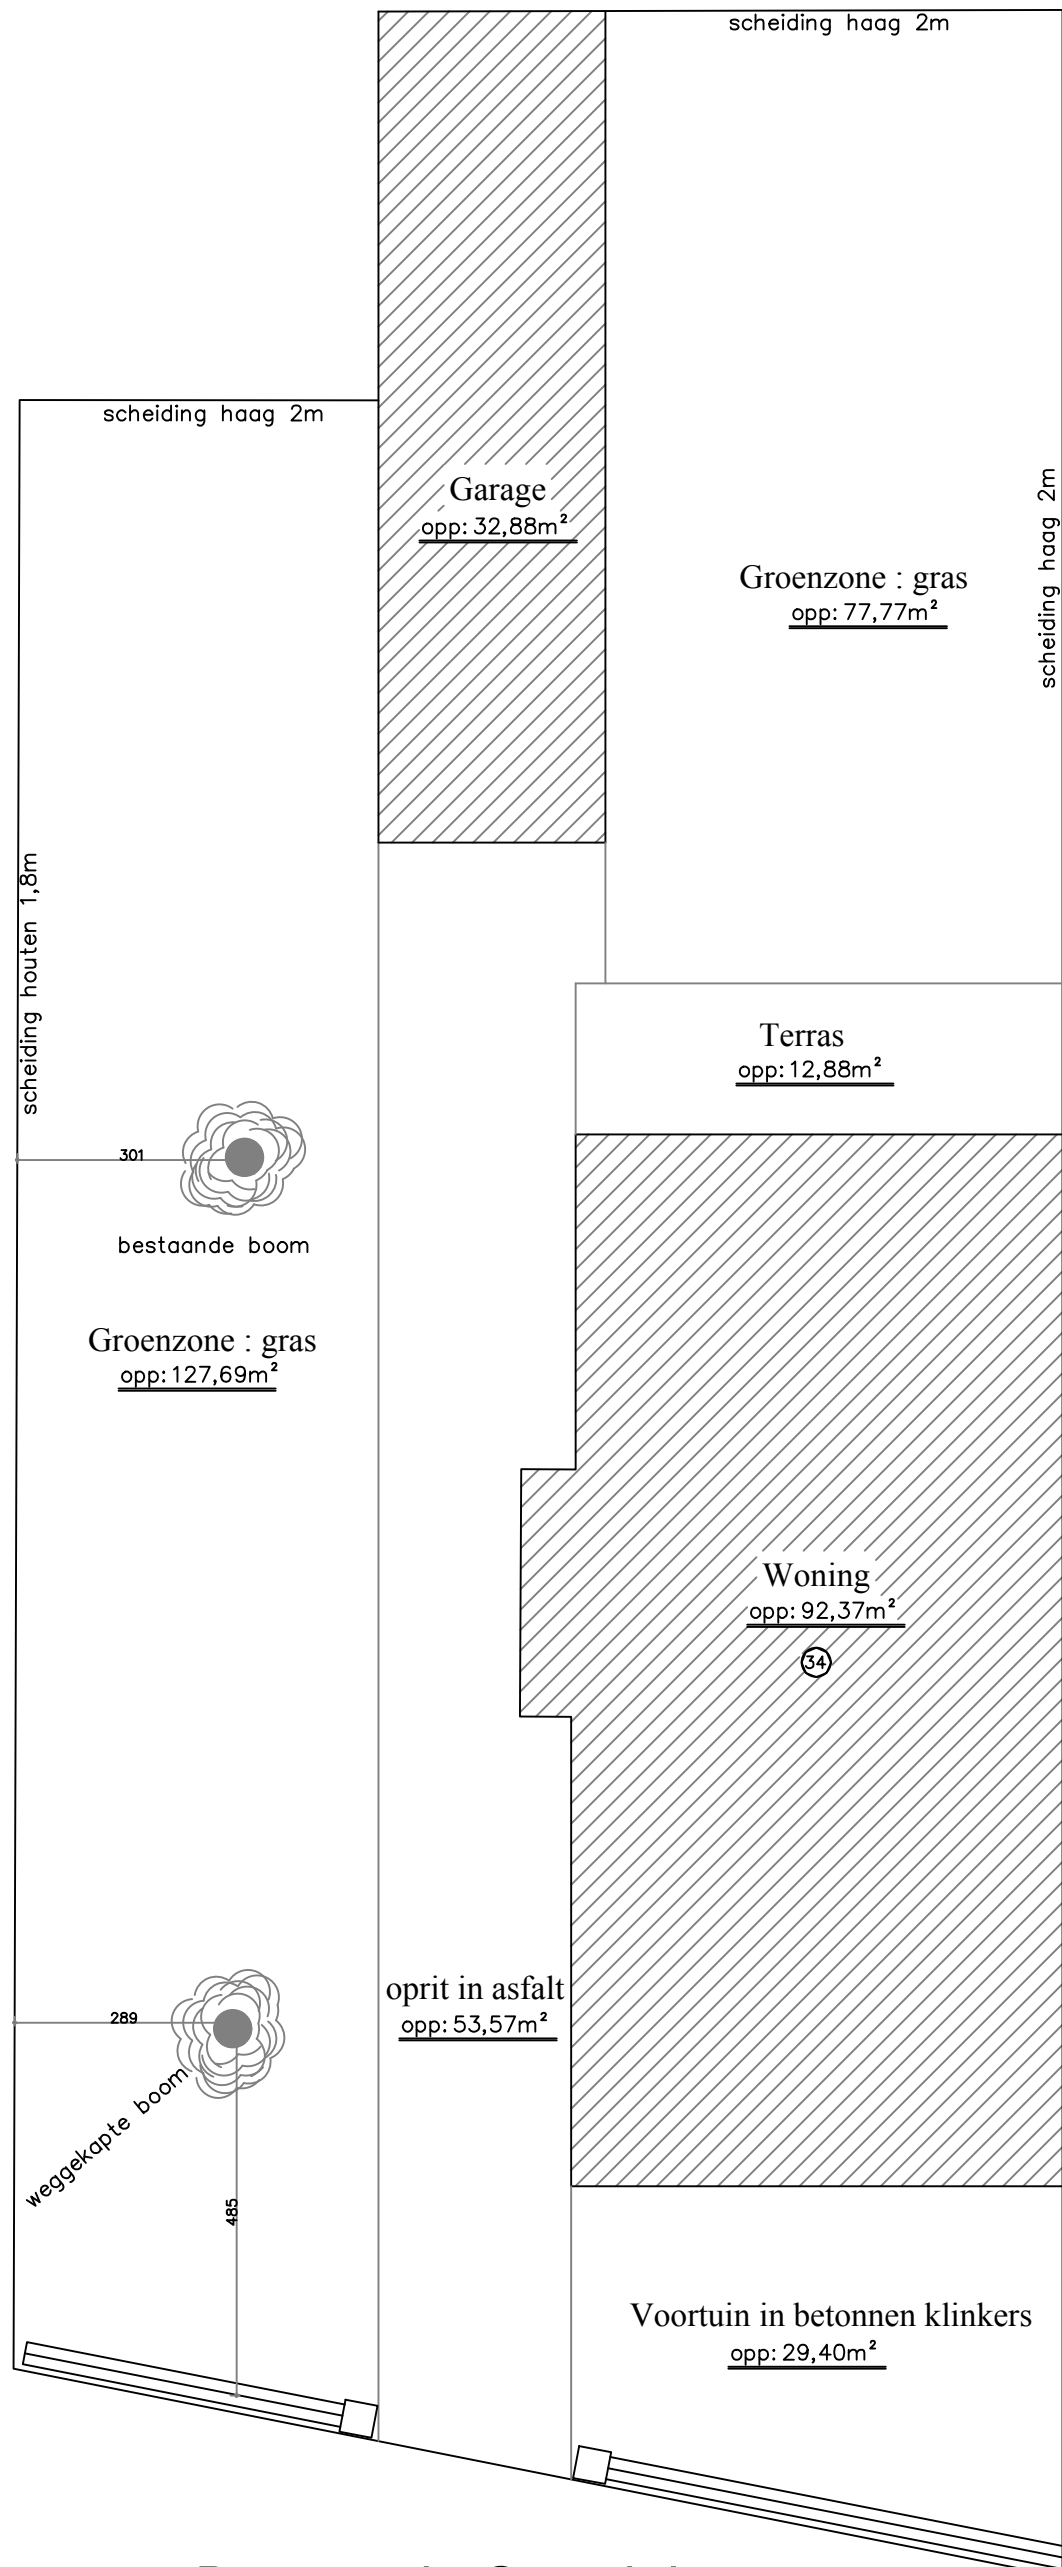 scheiding haag 2m
scheiding haag 2m
Garage
opp: 32,88m²
scheiding haag 2m
Groenzone : gras
opp: 77,77m²
scheiding houten 1,8m
Terras
opp: 12,88m²
301
bestaande boom
Groenzone : gras
opp: 127,69m²
Woning
opp: 92,37m²
34
oprit in asfalt
opp: 53,57m²
289
weggekapte boom
485
Voortuin in betonnen klinkers
opp: 29,40m²